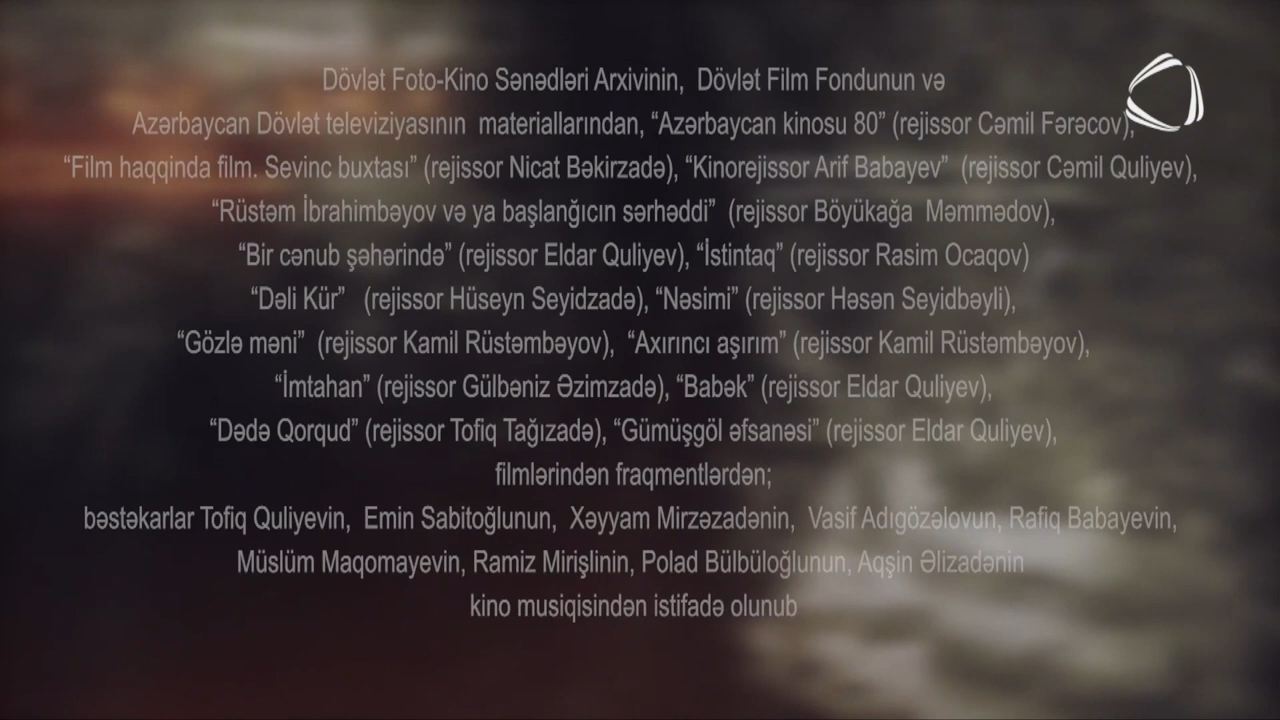 Dövlət Foto-Kino Sənədləri Arxivinin, Dövlət Film Fondunun və
Azərbaycan Dövlət televiziyasının materiallarından, “Azərbaycan kinosu 80” (rejissor Cəmil Fərəcov),
“Film haqqinda film. Sevinc buxtası” (rejissor Nicat Bəkirzadə), “Kinorejissor Arif Babayev” (rejissor Cəmil Quliyev),
“Rüstəm İbrahimbəyov və ya başlanğıcın sərhəddi” (rejissor Böyükağa Məmmədov),
“Bir cənub şəhərində” (rejissor Eldar Quliyev), “İstintaq” (rejissor Rasim Ocaqov)
“Dəli Kür” (rejissor Hüseyn Seyidzadə), “Nəsimi” (rejissor Həsən Seyidbəyli),
“Gözlə məni” (rejissor Kamil Rüstəmbəyov), “Axırıncı aşırım” (rejissor Kamil Rüstəmbəyov),
“İmtahan” (rejissor Gülbəniz Əzimzadə), “Babək” (rejissor Eldar Quliyev),
“Dədə Qorqud” (rejissor Tofiq Tağızadə), “Gümüşgöl əfsanəsi” (rejissor Eldar Quliyev),
filmlərindən fraqmentlərdən;
bəstəkarlar Tofiq Quliyevin, Emin Sabitoğlunun, Xəyyam Mirzəzadənin, Vasif Adıgözəlovun, Rafiq Babayevin,
Müslüm Maqomayevin, Ramiz Mirişlinin, Polad Bülbüloğlunun, Aqşin Əlizadənin
kino musiqisindən istifadə olunub